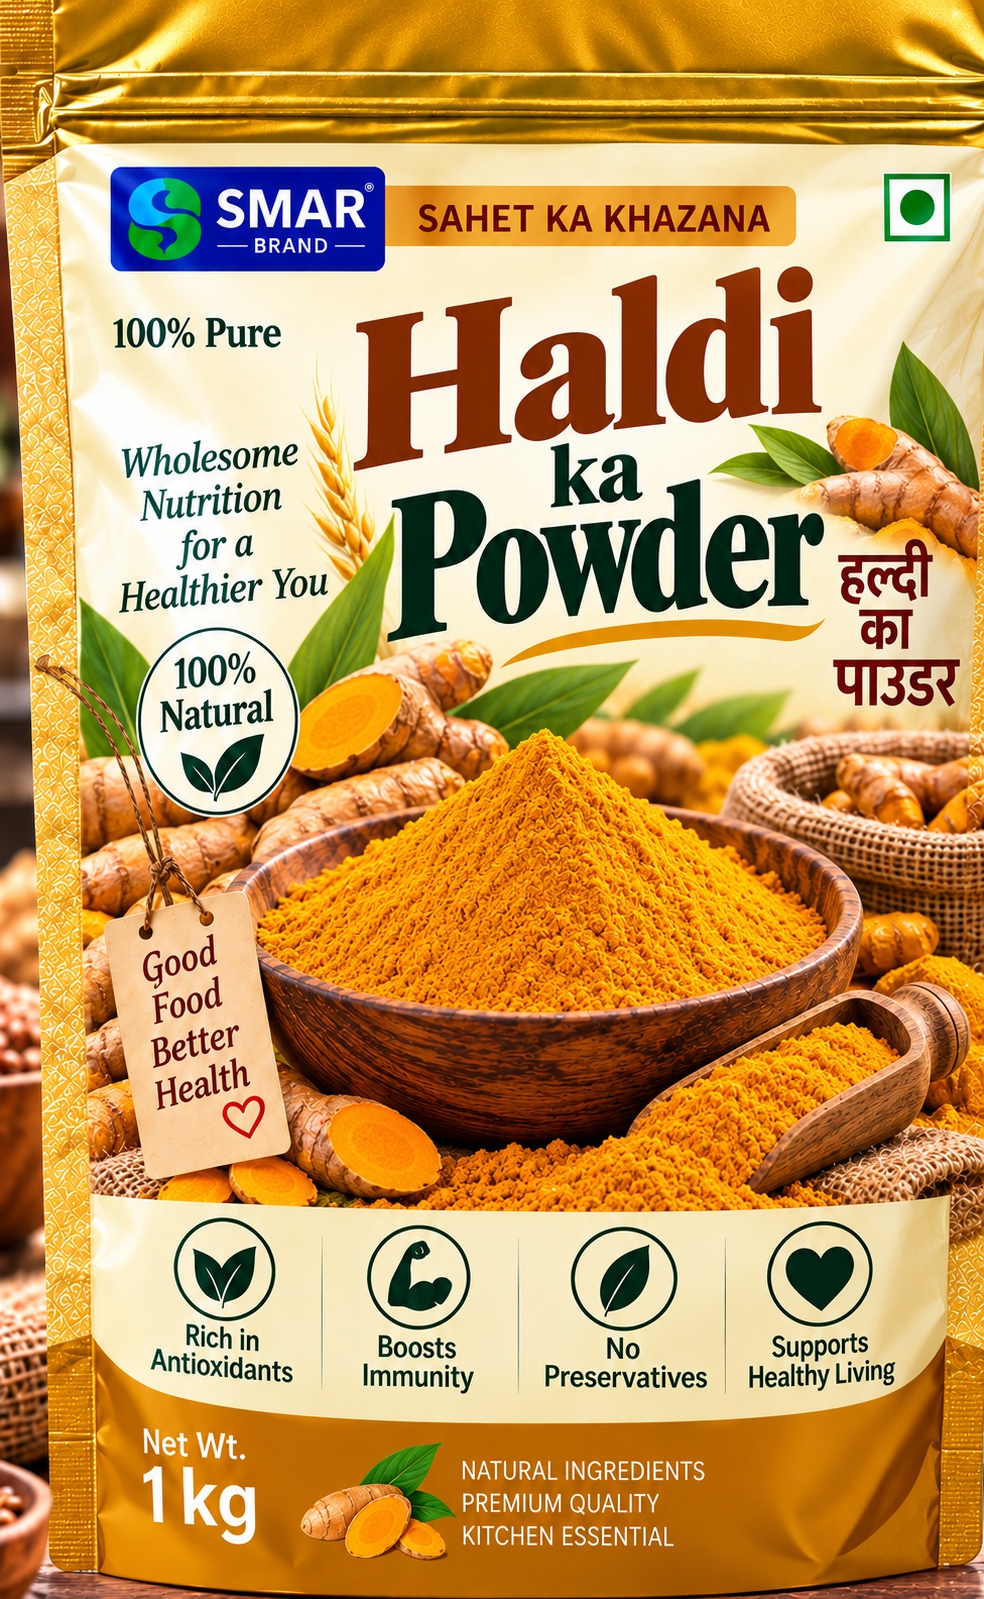 SMAR®
BRAND
SAHET KA KHAZANA
100% Pure
Haldi
ka
Powder
हल्दी
का
पाउडर
Wholesome
Nutrition
for a
Healthier You
100%
Natural
Good
Food
Better
Health
Rich in
Antioxidants
Boosts
Immunity
No
Preservatives
Supports
Healthy Living
Net Wt.
1 kg
NATURAL INGREDIENTS
PREMIUM QUALITY
KITCHEN ESSENTIAL